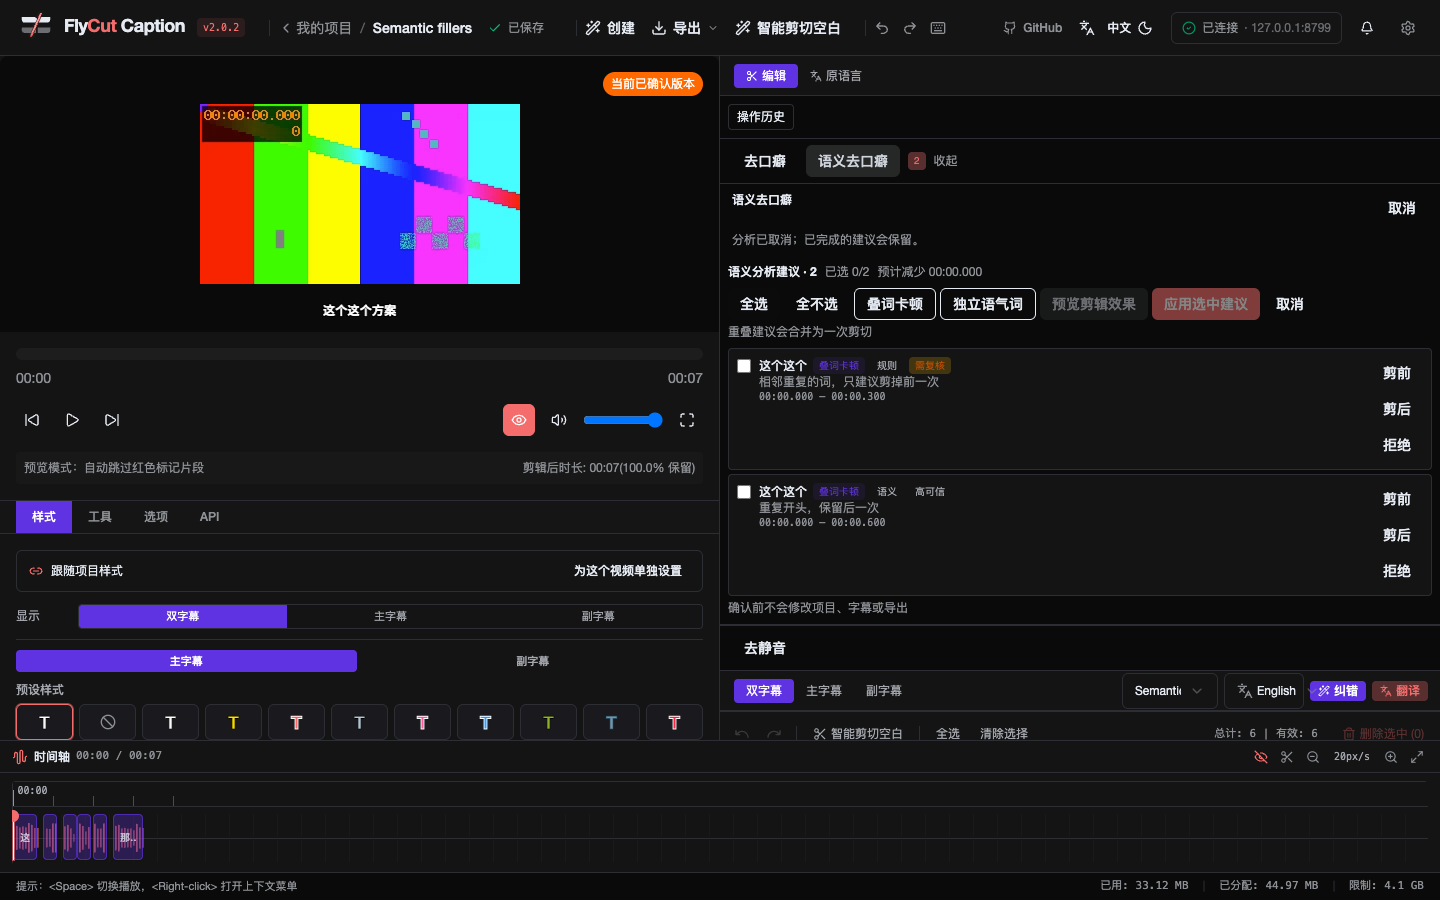 FlyCut Caption v2.0.2 我的项目 / Semantic fillers 已保存 创建 导出 智能剪切空白 GitHub 中文 已连接 · 127.0.0.1:8799
当前已确认版本
00:00:00.000
0
这个这个方案
00:00 00:07
预览模式：自动跳过红色标记片段 剪辑后时长: 00:07(100.0% 保留)
样式 工具 选项 API
跟随项目样式 为这个视频单独设置
显示 双字幕 主字幕 副字幕
主字幕 副字幕
预设样式
T T T T T T T T T T
编辑 原语言
操作历史
去口癖 语义去口癖 2 收起
语义去口癖
取消
分析已取消；已完成的建议会保留。
语义分析建议 · 2 已选 0/2 预计减少 00:00.000
全选 全不选 叠词卡顿 独立语气词 预览剪辑效果 应用选中建议 取消
重叠建议会合并为一次剪切
这个这个 叠词卡顿 规则 需复核
相邻重复的词，只建议剪掉前一次
00:00.000 – 00:00.300
剪前
剪后
拒绝
这个这个 叠词卡顿 语义 高可信
重复开头，保留后一次
00:00.000 – 00:00.600
剪前
剪后
拒绝
确认前不会修改项目、字幕或导出
去静音
双字幕 主字幕 副字幕 Semantic English 纠错 翻译
智能剪切空白 全选 清除选择 总计: 6 | 有效: 6 删除选中 (0)
时间轴 00:00 / 00:07 20px/s
00:00
这 那…
提示：<Space> 切换播放，<Right-click> 打开上下文菜单 已用: 33.12 MB 已分配: 44.97 MB 限制: 4.1 GB